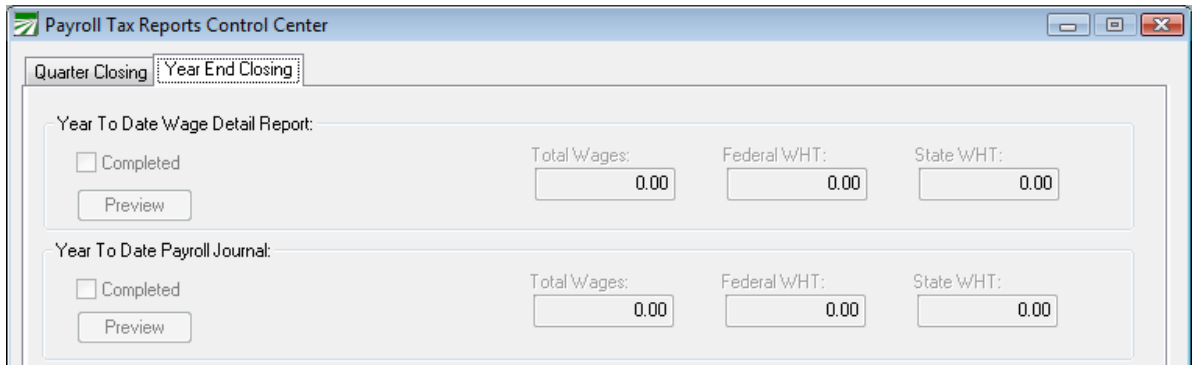 Payroll Tax Reports Control Center
Quarter Closing Year End Closing
Year To Date Wage Detail Report:
Completed Total Wages: Federal WHT: State WHT:
0.00 0.00 0.00
Preview
Year To Date Payroll Journal:
Completed Total Wages: Federal WHT: State WHT:
0.00 0.00 0.00
Preview